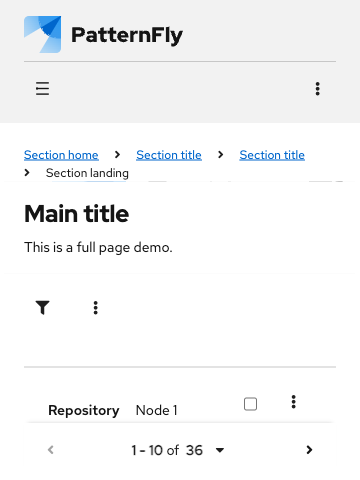 PatternFly
Section home Section title Section title
Section landing
Main title
This is a full page demo.
Repository Node 1
1 - 10 of 36